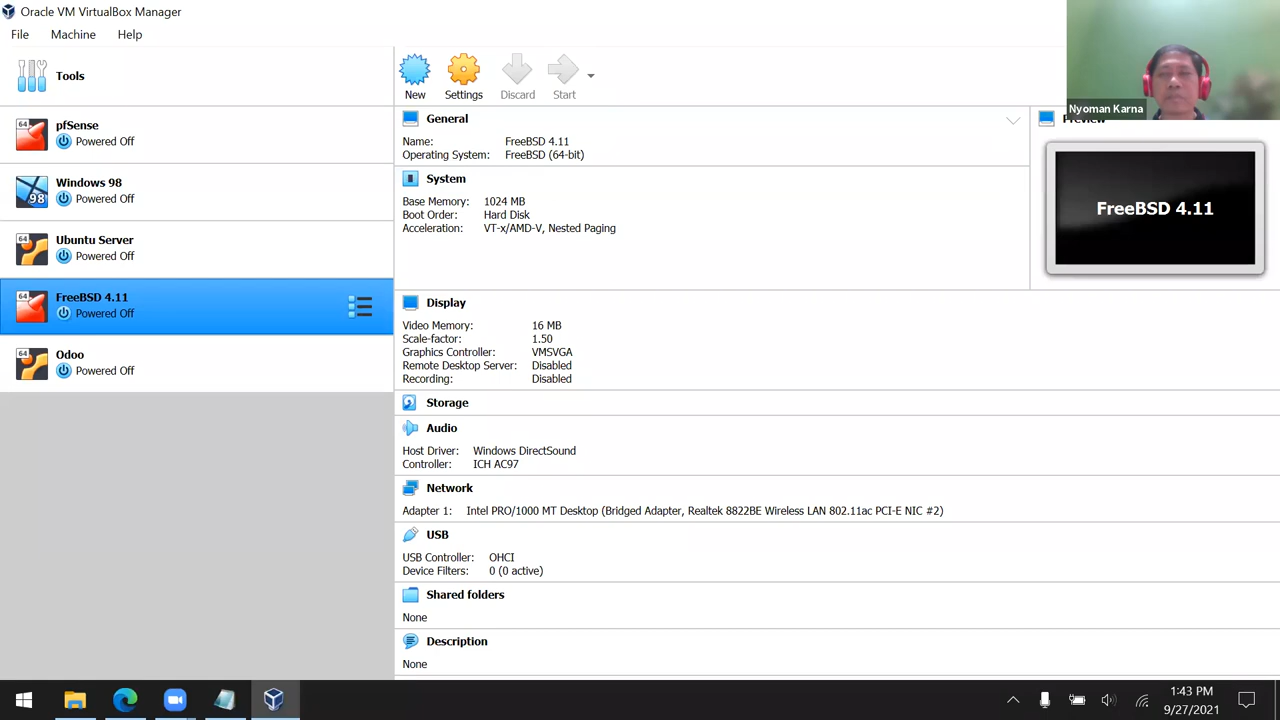 Oracle VM VirtualBox Manager
File Machine Help
Tools
New Settings Discard Start
64 pfSense
Powered Off
98 Windows 98
Powered Off
64 Ubuntu Server
Powered Off
64 FreeBSD 4.11
Powered Off
64 Odoo
Powered Off
General
Name: FreeBSD 4.11
Operating System: FreeBSD (64-bit)
System
Base Memory: 1024 MB
Boot Order: Hard Disk
Acceleration: VT-x/AMD-V, Nested Paging
Display
Video Memory: 16 MB
Scale-factor: 1.50
Graphics Controller: VMSVGA
Remote Desktop Server: Disabled
Recording: Disabled
Storage
Audio
Host Driver: Windows DirectSound
Controller: ICH AC97
Network
Adapter 1: Intel PRO/1000 MT Desktop (Bridged Adapter, Realtek 8822BE Wireless LAN 802.11ac PCI-E NIC #2)
USB
USB Controller: OHCI
Device Filters: 0 (0 active)
Shared folders
None
Description
None
Nyoman Karna
Preview
FreeBSD 4.11
1:43 PM
9/27/2021